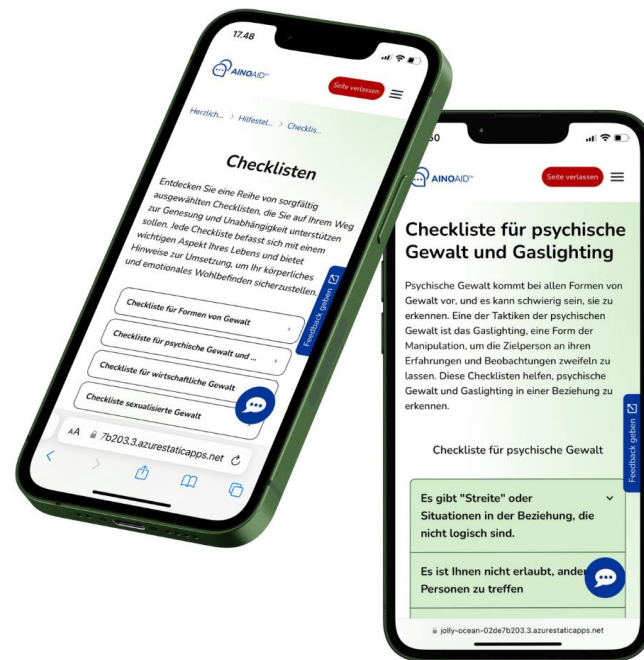 17.48
AINOAID™
Seite verlassen
Herzlich... > Hilfestel... > Checklis...
Checklisten
Entdecken Sie eine Reihe von sorgfältig
ausgewählten Checklisten, die Sie auf Ihrem Weg
zur Genesung und Unabhängigkeit unterstützen
sollen. Jede Checkliste befasst sich mit einem
wichtigen Aspekt Ihres Lebens und bietet
Hinweise zur Umsetzung, um Ihr körperliches
und emotionales Wohlbefinden sicherzustellen.
Feedback geben
Checkliste für Formen von Gewalt
Checkliste für psychische Gewalt und ...
Checkliste für wirtschaftliche Gewalt
Checkliste sexualisierte Gewalt
AA 7b203.3.azurestaticapps.net
50
AINOAID™
Seite verlassen
Checkliste für psychische
Gewalt und Gaslighting
Psychische Gewalt kommt bei allen Formen von
Gewalt vor, und es kann schwierig sein, sie zu
erkennen. Eine der Taktiken der psychischen
Gewalt ist das Gaslighting, eine Form der
Manipulation, um die Zielperson an ihren
Erfahrungen und Beobachtungen zweifeln zu
lassen. Diese Checklisten helfen, psychische
Gewalt und Gaslighting in einer Beziehung zu
erkennen.
Feedback geben
Checkliste für psychische Gewalt
Es gibt "Streite" oder
Situationen in der Beziehung, die
nicht logisch sind.
Es ist Ihnen nicht erlaubt, ande
Personen zu treffen
jolly-ocean-02de7b203.3.azurestaticapps.net